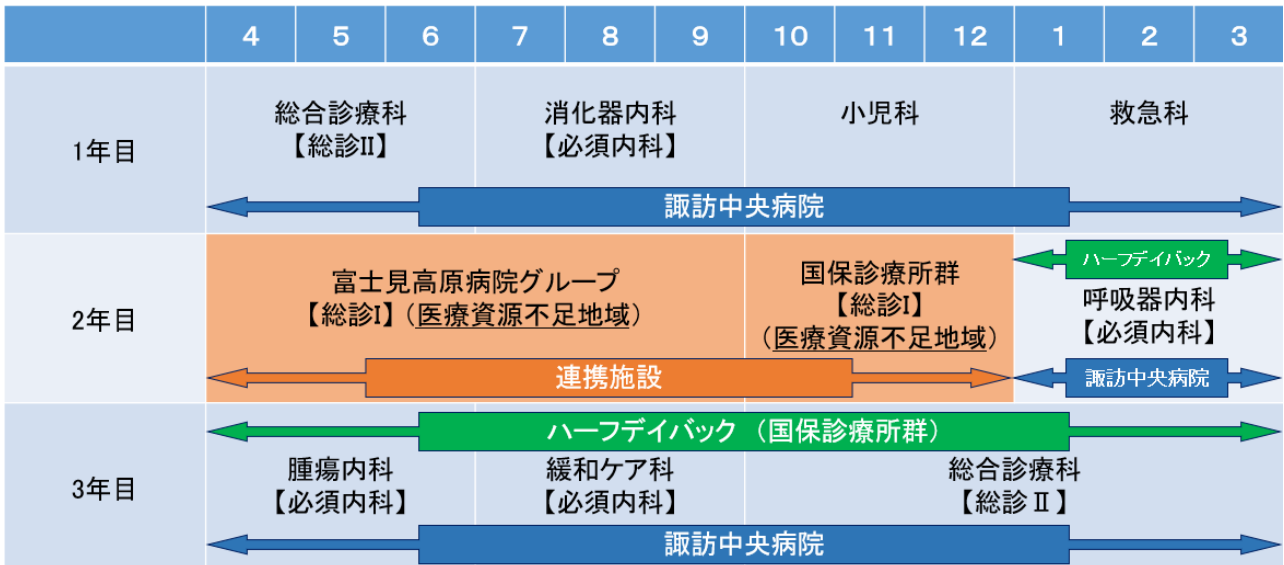 4 5 6 7 8 9 10 11 12 1 2 3
1年目
総合診療科
【総診II】
消化器内科
【必須内科】
小児科
救急科
諏訪中央病院
2年目
富士見高原病院グループ
【総診I】（医療資源不足地域）
国保診療所群
【総診I】
（医療資源不足地域）
連携施設
ハーフデイバック
呼吸器内科
【必須内科】
諏訪中央病院
3年目
ハーフデイバック （国保診療所群）
腫瘍内科
【必須内科】
緩和ケア科
【必須内科】
総合診療科
【総診Ⅱ】
諏訪中央病院